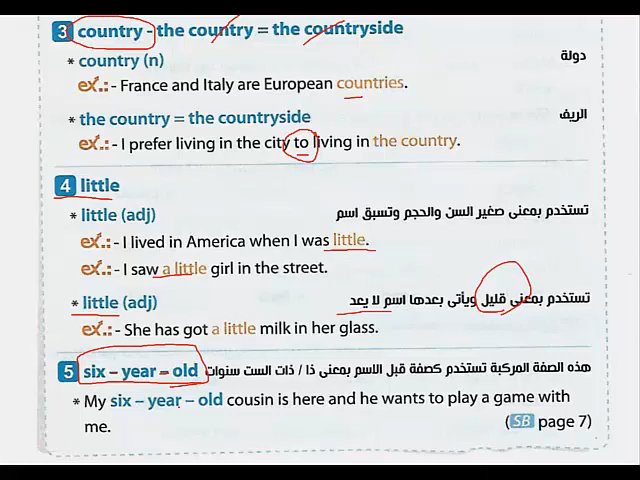 3 country - the country = the countryside
* country (n) دولة
ex.:- France and Italy are European countries.
* the country = the countryside الريف
ex.:- I prefer living in the city to living in the country.
4 little
* little (adj) تستخدم بمعنى صغير السن والحجم وتسبق اسم
ex.:- I lived in America when I was little.
ex.:- I saw a little girl in the street.
* little (adj) تستخدم بمعنى قليل ويأتى بعدها اسم لا يعد
ex.:- She has got a little milk in her glass.
5 six – year – old هذه الصفة المركبة تستخدم كصفة قبل الاسم بمعنى ذا / ذات الست سنوات
* My six – year – old cousin is here and he wants to play a game with
me. (SB page 7)